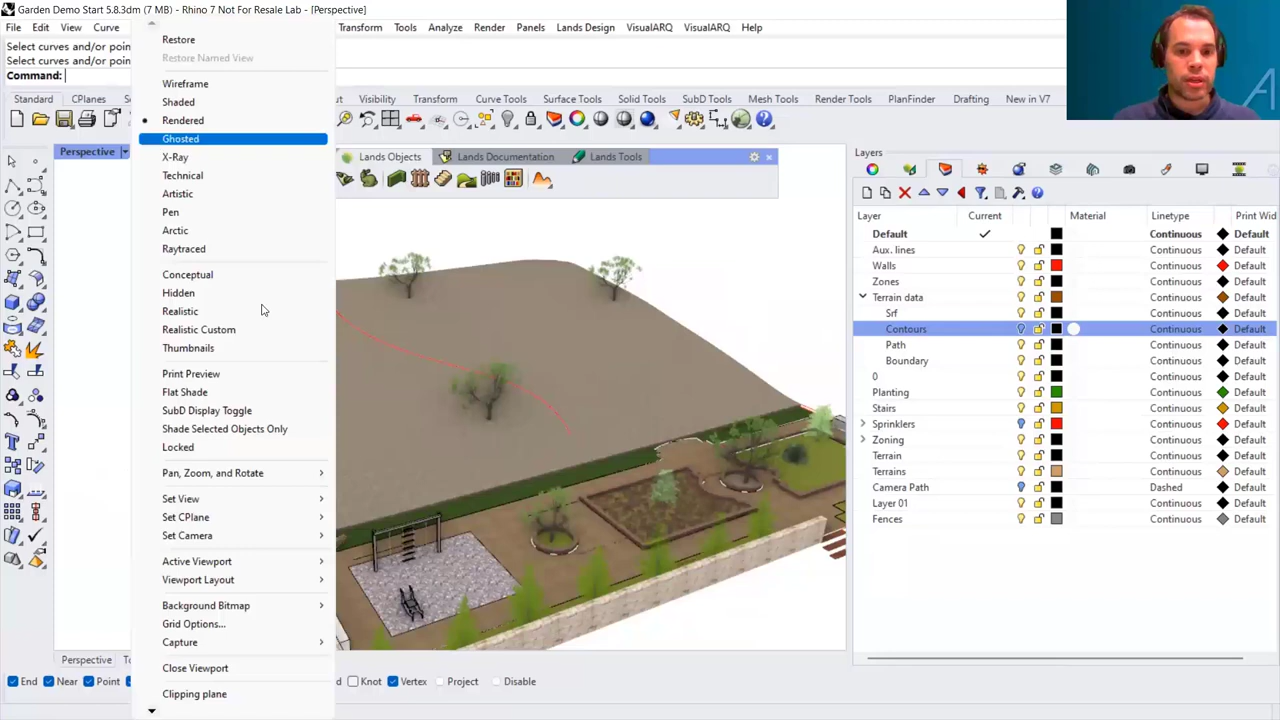 Garden Demo Start 5.8.3dm (7 MB) - Rhino 7 Not For Resale Lab - [Perspective]
File Edit View Curve Transform Tools Analyze Render Panels Lands Design VisualARQ VisualARQ Help
Select curves and/or poin
Select curves and/or poin
Command:
Standard CPlanes Visibility Transform Curve Tools Surface Tools Solid Tools SubD Tools Mesh Tools Render Tools PlanFinder Drafting New in V7
Perspective
Lands Objects Lands Documentation Lands Tools
Restore
Restore Named View
Wireframe
Shaded
Rendered
Ghosted
X-Ray
Technical
Artistic
Pen
Arctic
Raytraced
Conceptual
Hidden
Realistic
Realistic Custom
Thumbnails
Print Preview
Flat Shade
SubD Display Toggle
Shade Selected Objects Only
Locked
Pan, Zoom, and Rotate
Set View
Set CPlane
Set Camera
Active Viewport
Viewport Layout
Background Bitmap
Grid Options...
Capture
Close Viewport
Clipping plane
Layers
Layer Current Material Linetype Print Wid
Default Continuous Default
Aux. lines Continuous Default
Walls Continuous Default
Zones Continuous Default
Terrain data Continuous Default
Srf Continuous Default
Contours Continuous Default
Path Continuous Default
Boundary Continuous Default
0 Continuous Default
Planting Continuous Default
Stairs Continuous Default
Sprinklers Continuous Default
Zoning Continuous Default
Terrain Continuous Default
Terrains Continuous Default
Camera Path Dashed Default
Layer 01 Continuous Default
Fences Continuous Default
Perspective
End Near Point Knot Vertex Project Disable